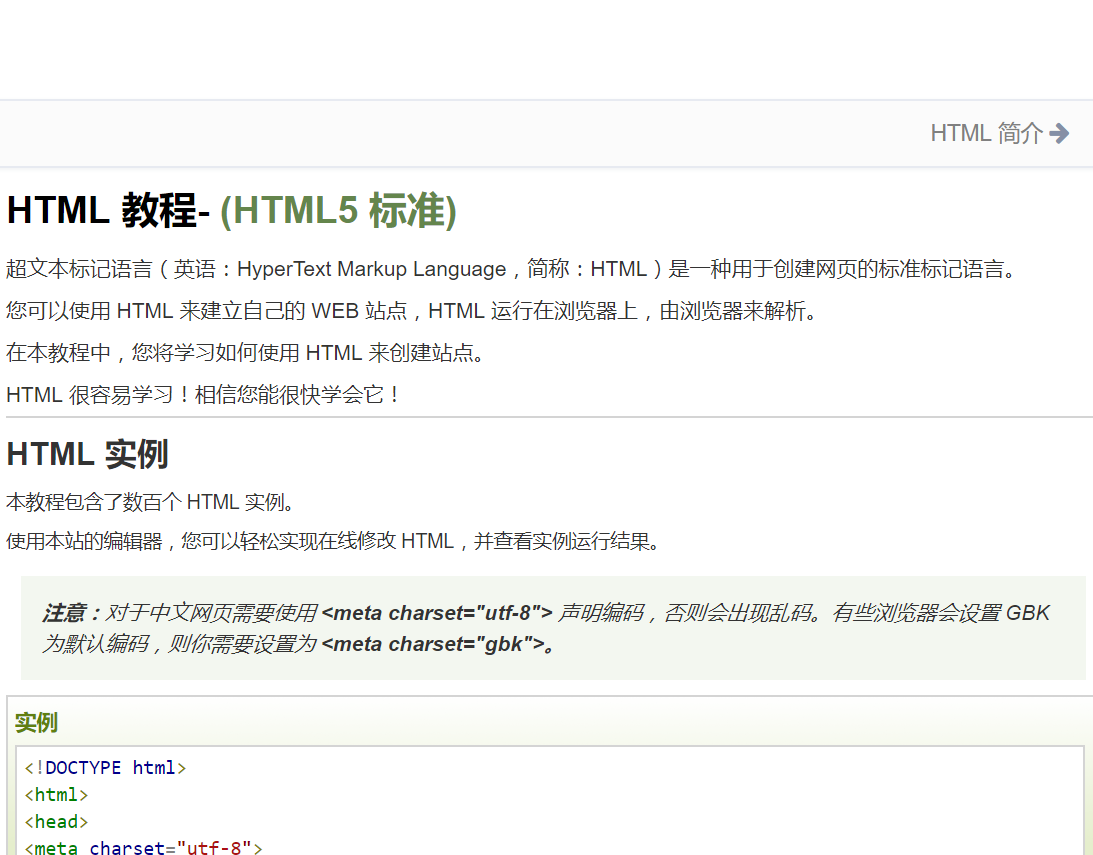 HTML 简介
HTML 教程- (HTML5 标准)
超文本标记语言（英语：HyperText Markup Language，简称：HTML）是一种用于创建网页的标准标记语言。
您可以使用 HTML 来建立自己的 WEB 站点，HTML 运行在浏览器上，由浏览器来解析。
在本教程中，您将学习如何使用 HTML 来创建站点。
HTML 很容易学习！相信您能很快学会它！
HTML 实例
本教程包含了数百个 HTML 实例。
使用本站的编辑器，您可以轻松实现在线修改 HTML，并查看实例运行结果。
注意：对于中文网页需要使用 <meta charset="utf-8"> 声明编码，否则会出现乱码。有些浏览器会设置 GBK
为默认编码，则你需要设置为 <meta charset="gbk">。
实例
<!DOCTYPE html>
<html>
<head>
<meta charset="utf-8">